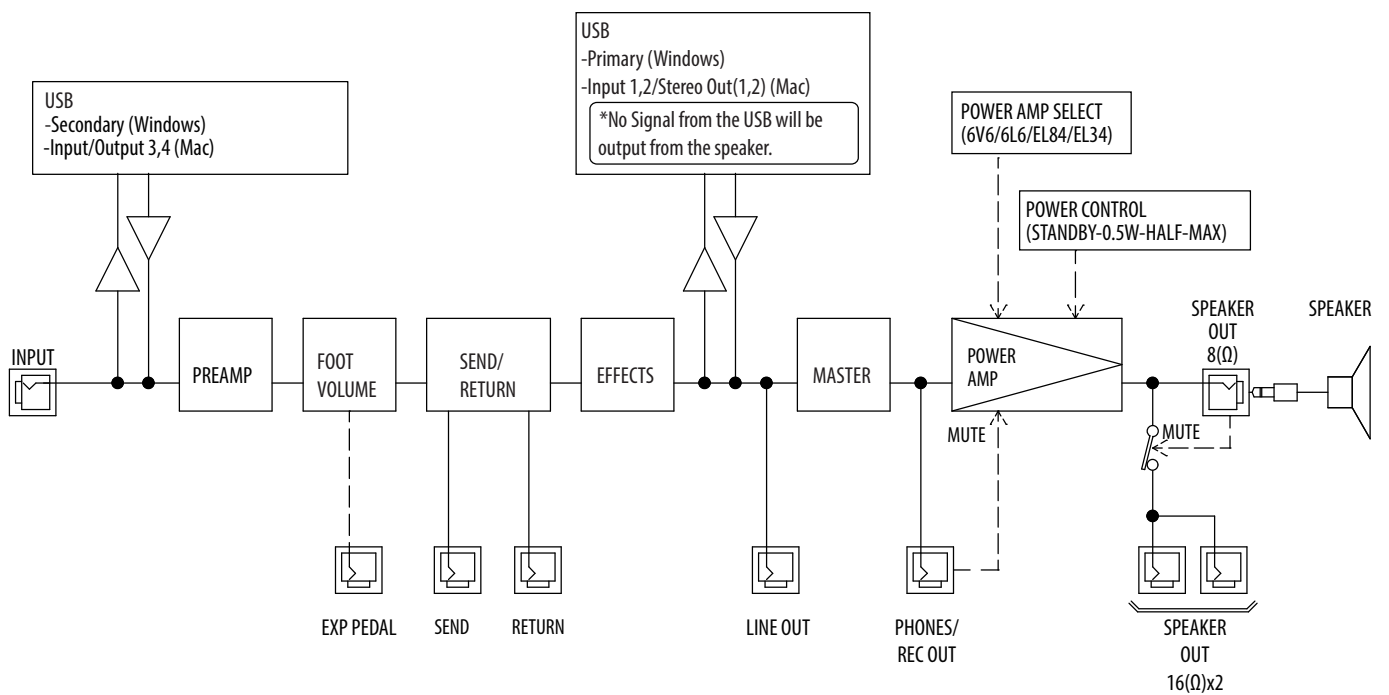 USB
-Secondary (Windows)
-Input/Output 3,4 (Mac)
USB
-Primary (Windows)
-Input 1,2/Stereo Out(1,2) (Mac)
*No Signal from the USB will be
output from the speaker.
POWER AMP SELECT
(6V6/6L6/EL84/EL34)
POWER CONTROL
(STANDBY-0.5W-HALF-MAX)
INPUT
PREAMP
FOOT
VOLUME
SEND/
RETURN
EFFECTS
MASTER
POWER
AMP
SPEAKER
OUT
8(Ω)
SPEAKER
MUTE
MUTE
EXP PEDAL
SEND
RETURN
LINE OUT
PHONES/
REC OUT
SPEAKER
OUT
16(Ω)x2